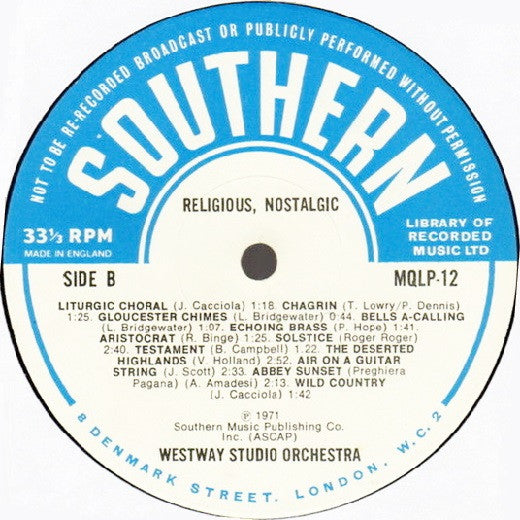 NOT TO BE RE-RECORDED BROADCAST OR PUBLICLY PERFORMED WITHOUT PERMISSION
SOUTHERN
RELIGIOUS, NOSTALGIC
33⅓ RPM
MADE IN ENGLAND
LIBRARY OF
RECORDED
MUSIC LTD
SIDE B
MQLP-12
LITURGIC CHORAL (J. Cacciola) 1:18 CHAGRIN (T. Lowry/P. Dennis)
1:25. GLOUCESTER CHIMES (L. Bridgewater) 0:44 BELLS A-CALLING
(L. Bridgewater) 1:07. ECHOING BRASS (P. Hope) 1:41.
ARISTOCRAT (R. Binge) 1:25. SOLSTICE (Roger Roger)
2:40. TESTAMENT (B. Campbell) 1:22. THE DESERTED
HIGHLANDS (V. Holland) 2:52. AIR ON A GUITAR
STRING (J. Scott) 2:33. ABBEY SUNSET (Preghiera
Pagana) (A. Amadesi) 2:13. WILD COUNTRY
(J. Cacciola) 1:42
℗ 1971
Southern Music Publishing Co.
Inc. (ASCAP)
WESTWAY STUDIO ORCHESTRA
8 DENMARK STREET. LONDON, W.C. 2